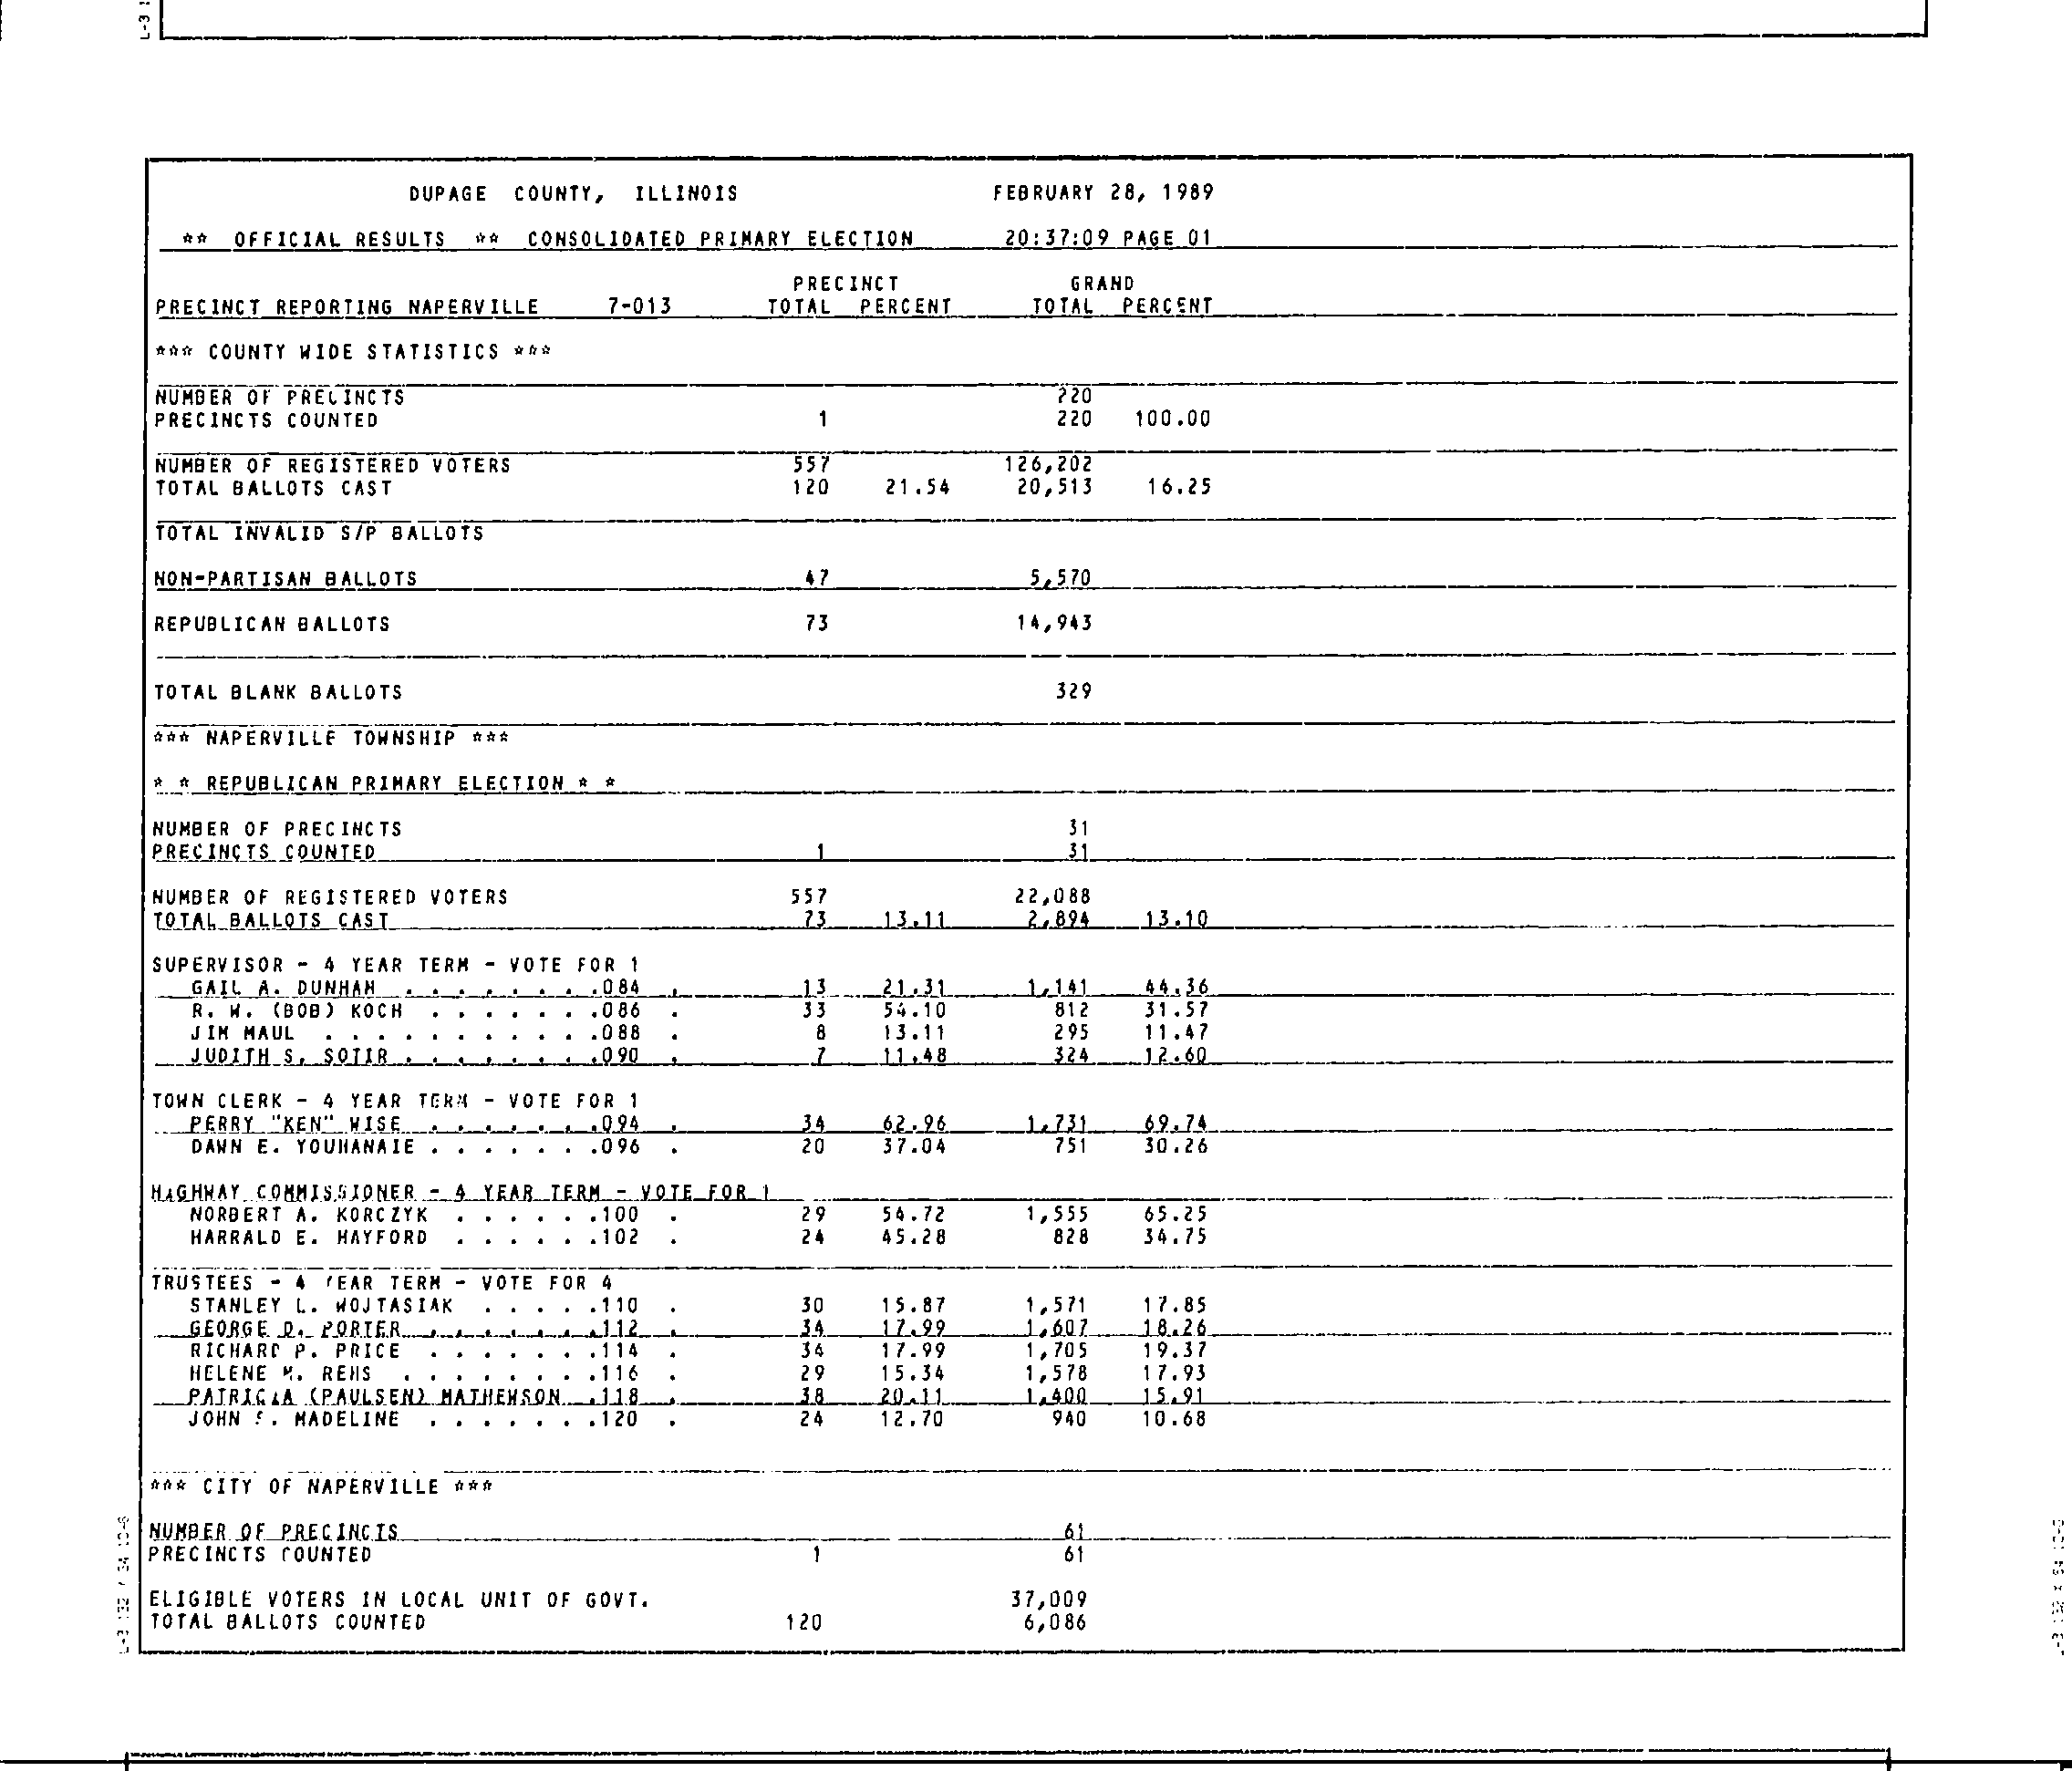 L-3 1
DUPAGE COUNTY, ILLINOIS FEBRUARY 28, 1989
** OFFICIAL RESULTS ** CONSOLIDATED PRIMARY ELECTION 20:37:09 PAGE 01
PRECINCT GRAND
PRECINCT REPORTING NAPERVILLE 7-013 TOTAL PERCENT TOTAL PERCENT
*** COUNTY WIDE STATISTICS ***
NUMBER OF PRECINCTS 220
PRECINCTS COUNTED 1 220 100.00
NUMBER OF REGISTERED VOTERS 557 126,202
TOTAL BALLOTS CAST 120 21.54 20,513 16.25
TOTAL INVALID S/P BALLOTS
NON-PARTISAN BALLOTS 47 5,570
REPUBLICAN BALLOTS 73 14,943
TOTAL BLANK BALLOTS 329
*** NAPERVILLE TOWNSHIP ***
* * REPUBLICAN PRIMARY ELECTION * *
NUMBER OF PRECINCTS 31
PRECINCTS COUNTED 1 31
NUMBER OF REGISTERED VOTERS 557 22,088
TOTAL BALLOTS CAST 73 13.11 2,894 13.10
SUPERVISOR - 4 YEAR TERM - VOTE FOR 1
GAIL A. DUNHAM . . . . . . . .084 . 13 21.31 1,141 44.36
R. W. (BOB) KOCH . . . . . . .086 . 33 54.10 812 31.57
JIM MAUL . . . . . . . . . . .088 . 8 13.11 295 11.47
JUDITH S. SOTIR . . . . . . . .090 . 7 11.48 324 12.60
TOWN CLERK - 4 YEAR TERM - VOTE FOR 1
PERRY "KEN" WISE . . . . . . .094 . 34 62.96 1,731 69.74
DAWN E. YOUHANAIE . . . . . . .096 . 20 37.04 751 30.26
HIGHWAY COMMISSIONER - 4 YEAR TERM - VOTE FOR 1
NORBERT A. KORCZYK . . . . . .100 . 29 54.72 1,555 65.25
HARRALD E. HAYFORD . . . . . .102 . 24 45.28 828 34.75
TRUSTEES - 4 YEAR TERM - VOTE FOR 4
STANLEY L. WOJTASIAK . . . . .110 . 30 15.87 1,571 17.85
GEORGE D. PORTER . . . . . . .112 . 34 17.99 1,607 18.26
RICHARD P. PRICE . . . . . . .114 . 34 17.99 1,705 19.37
HELENE M. REHS . . . . . . . .116 . 29 15.34 1,578 17.93
PATRICIA (PAULSEN) MATHEWSON .118 . 38 20.11 1,400 15.91
JOHN MADELINE . . . . . . .120 . 24 12.70 940 10.68
*** CITY OF NAPERVILLE ***
NUMBER OF PRECINCTS 61
PRECINCTS COUNTED 1 61
ELIGIBLE VOTERS IN LOCAL UNIT OF GOVT. 37,009
TOTAL BALLOTS COUNTED 120 6,086